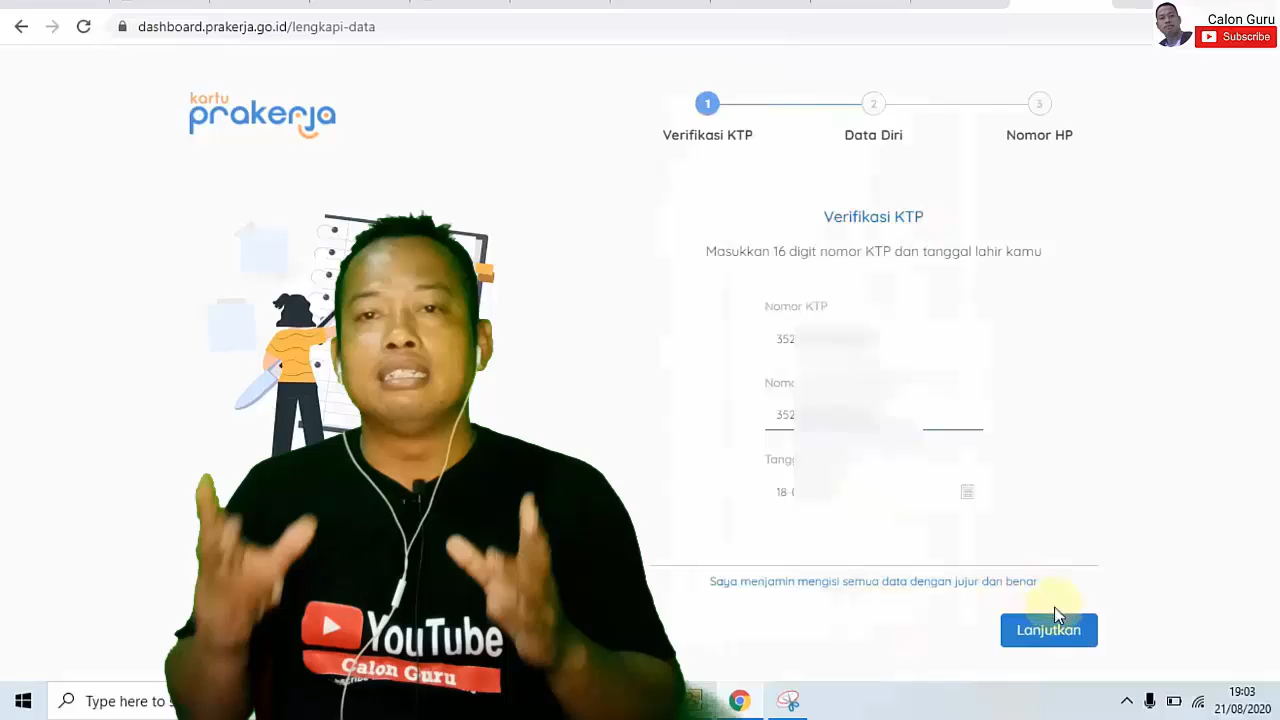 dashboard.prakerja.go.id/lengkapi-data
Calon Guru
Subscribe
kartu
prakerja
1
2
3
Verifikasi KTP
Data Diri
Nomor HP
Verifikasi KTP
Masukkan 16 digit nomor KTP dan tanggal lahir kamu
Nomor KTP
352
352
Saya menjamin mengisi semua data dengan jujur dan benar
Lanjutkan
YouTube
Calon Guru
Type here to
19:03
21/08/2020